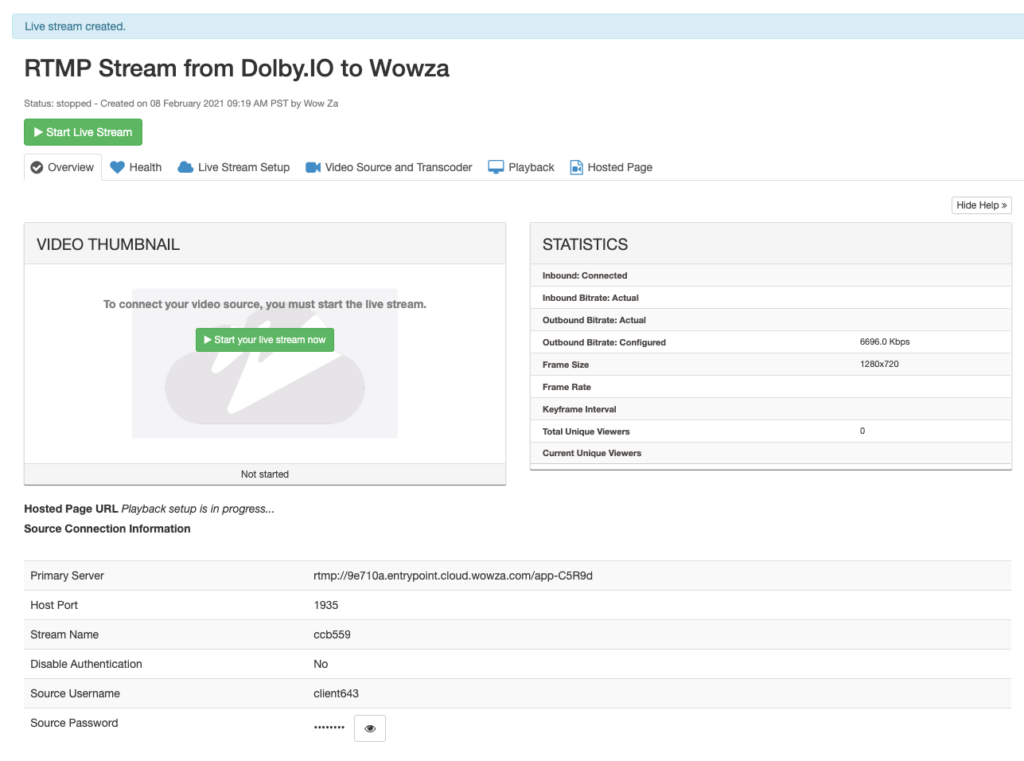 Live stream created.
RTMP Stream from Dolby.IO to Wowza
Status: stopped - Created on 08 February 2021 09:19 AM PST by Wow Za
Start Live Stream
Overview Health Live Stream Setup Video Source and Transcoder Playback Hosted Page
Hide Help »
VIDEO THUMBNAIL
To connect your video source, you must start the live stream.
Start your live stream now
Not started
STATISTICS
Inbound: Connected
Inbound Bitrate: Actual
Outbound Bitrate: Actual
Outbound Bitrate: Configured 6696.0 Kbps
Frame Size 1280x720
Frame Rate
Keyframe Interval
Total Unique Viewers 0
Current Unique Viewers
Hosted Page URL Playback setup is in progress...
Source Connection Information
Primary Server rtmp://9e710a.entrypoint.cloud.wowza.com/app-C5R9d
Host Port 1935
Stream Name ccb559
Disable Authentication No
Source Username client643
Source Password ••••••••